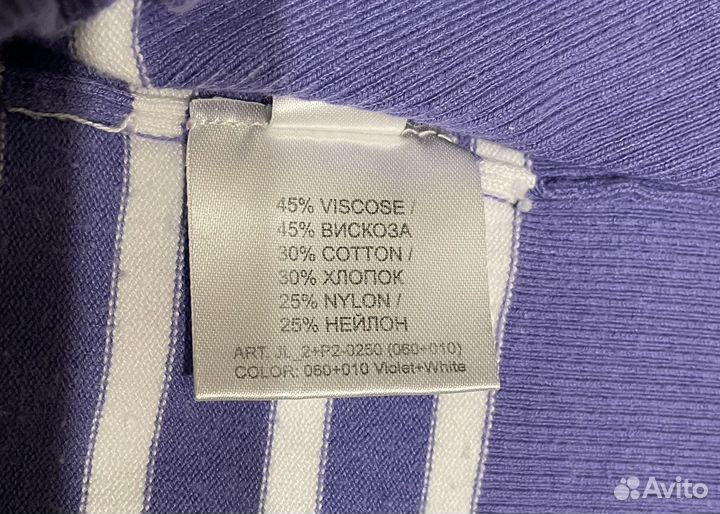 45% VISCOSE /
45% ВИСКОЗА
30% COTTON /
30% ХЛОПОК
25% NYLON /
25% НЕЙЛОН
ART. JL_2+P2-0250 (060+010)
COLOR: 060+010 Violet+White
Avito